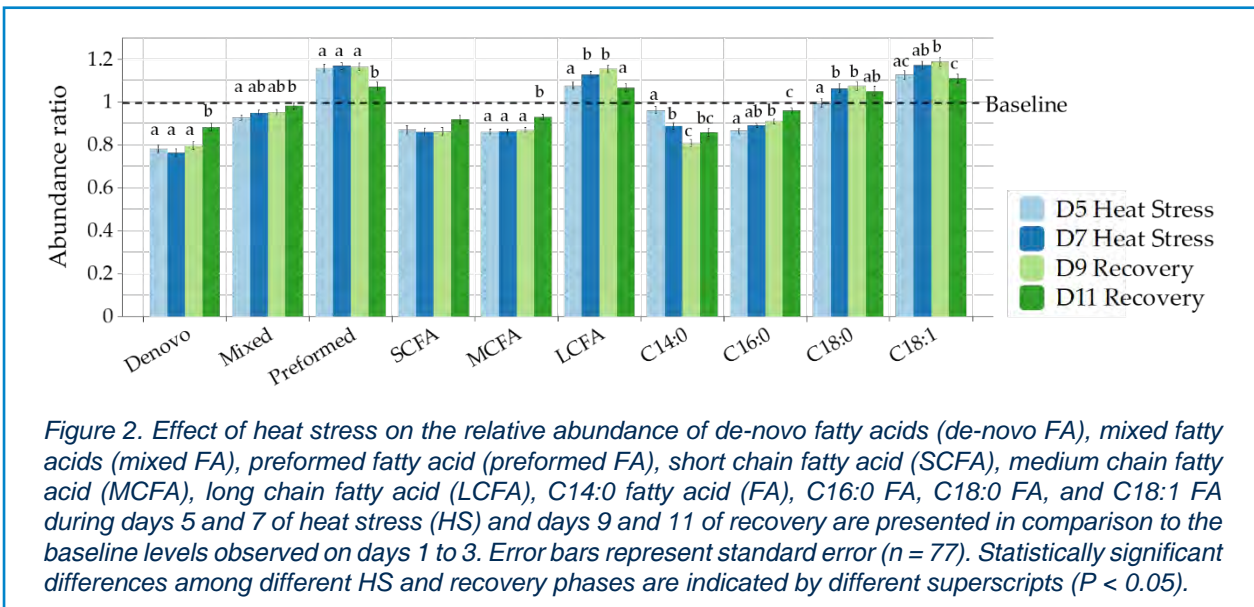 1.2
1
0.8
0.6
0.4
0.2
0
Abundance ratio
a a a b
a ab ab b
a a a b
a a a b
a b b a
a b c bc
a ab ab c
a b b ab
ac ab b c
Baseline
Denovo
Mixed
Preformed
SCFA
MCFA
LCFA
C14:0
C16:0
C18:0
C18:1
D5 Heat Stress
D7 Heat Stress
D9 Recovery
D11 Recovery
Figure 2. Effect of heat stress on the relative abundance of de-novo fatty acids (de-novo FA), mixed fatty
acids (mixed FA), preformed fatty acid (preformed FA), short chain fatty acid (SCFA), medium chain fatty
acid (MCFA), long chain fatty acid (LCFA), C14:0 fatty acid (FA), C16:0 FA, C18:0 FA, and C18:1 FA
during days 5 and 7 of heat stress (HS) and days 9 and 11 of recovery are presented in comparison to the
baseline levels observed on days 1 to 3. Error bars represent standard error (n = 77). Statistically significant
differences among different HS and recovery phases are indicated by different superscripts (P < 0.05).